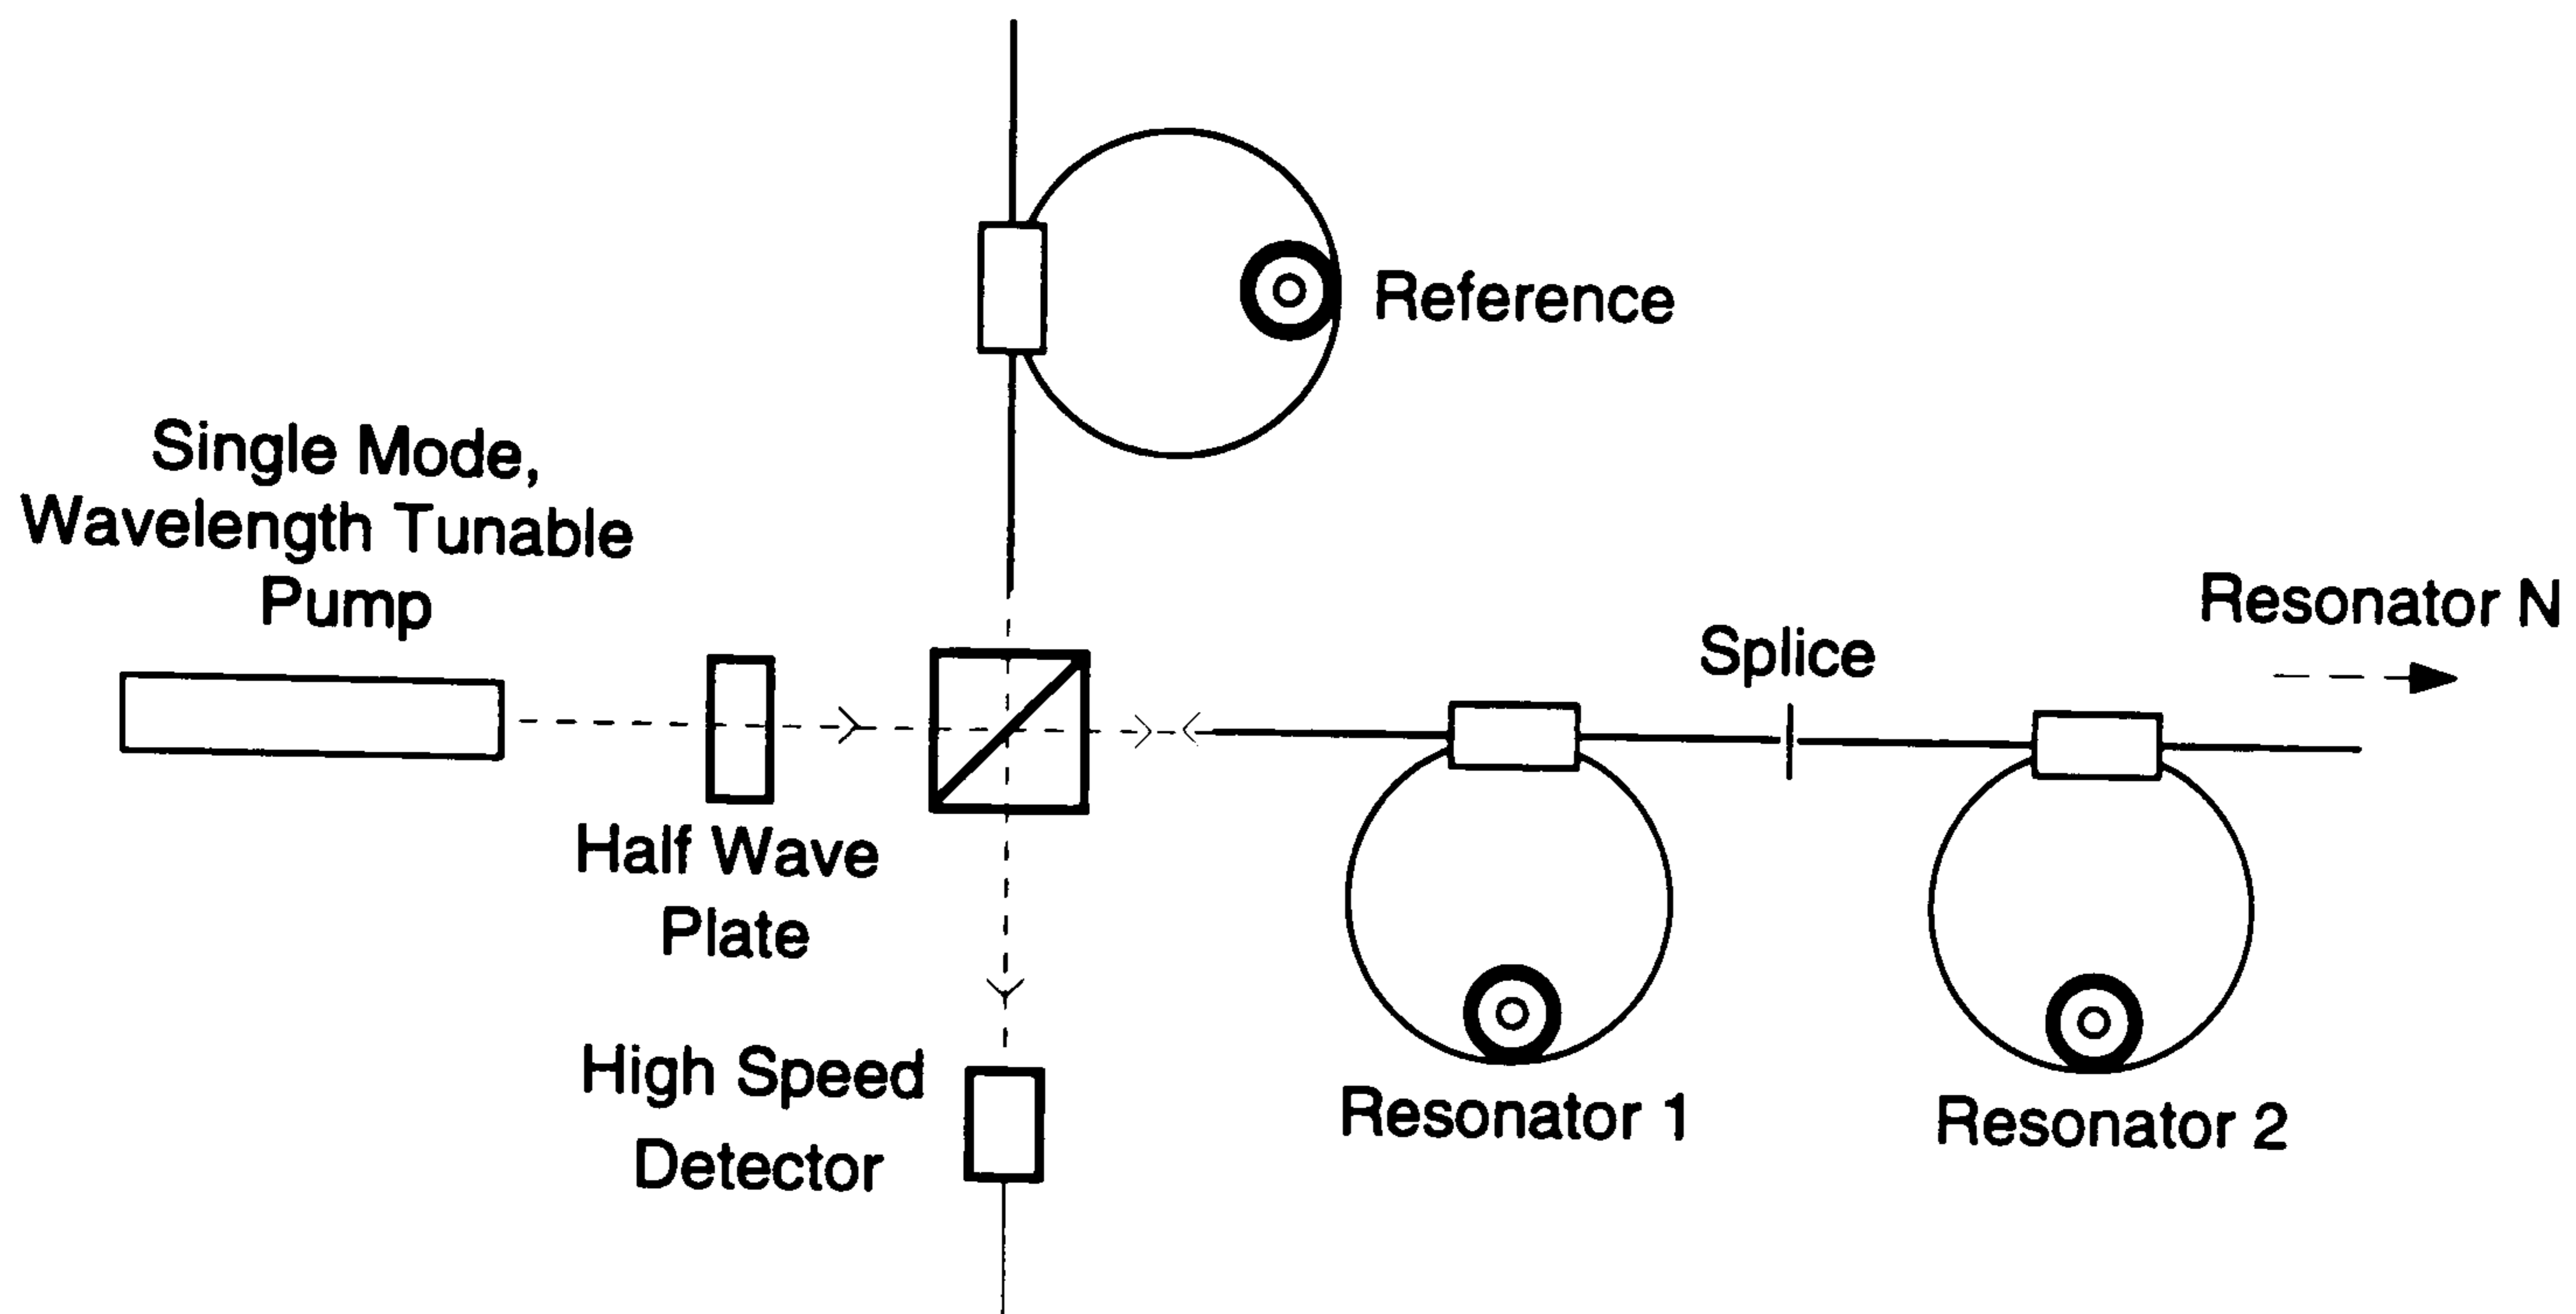 Reference
Single Mode,
Wavelength Tunable
Pump
Resonator N
Splice
Half Wave
Plate
High Speed
Detector
Resonator 1
Resonator 2